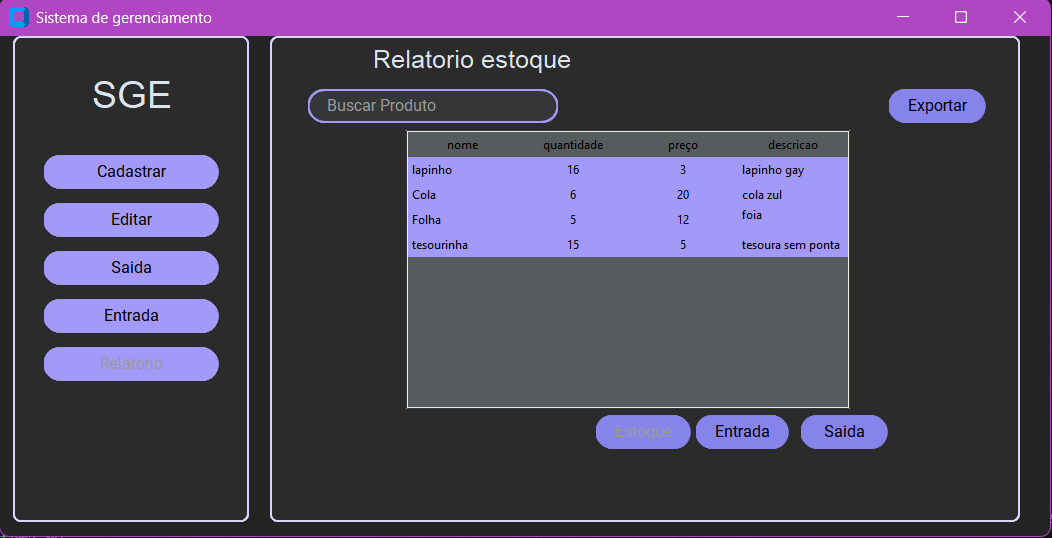 Sistema de gerenciamento
SGE
Cadastrar
Editar
Saida
Entrada
Relatorio
Relatorio estoque
Buscar Produto
Exportar
nome quantidade preço descricao
lapinho 16 3 lapinho gay
Cola 6 20 cola zul
Folha 5 12 foia
tesourinha 15 5 tesoura sem ponta
Estoque Entrada Saida